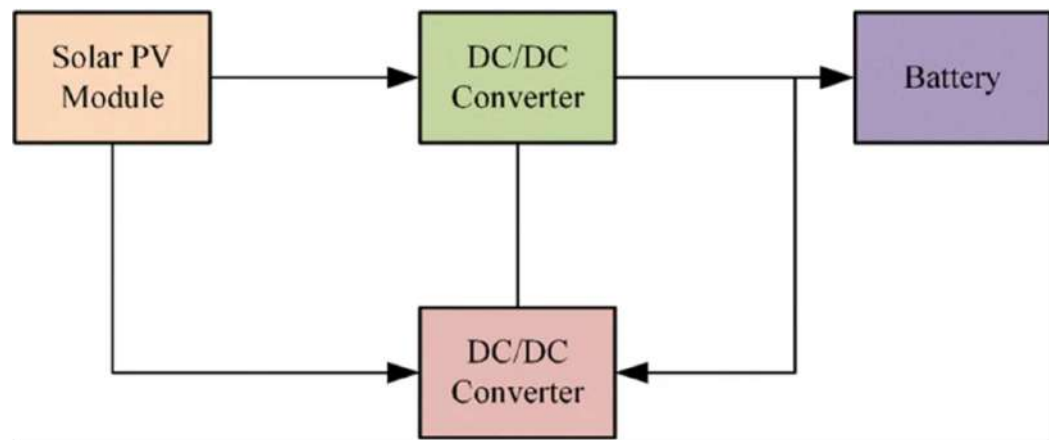 Solar PV
Module
DC/DC
Converter
Battery
DC/DC
Converter